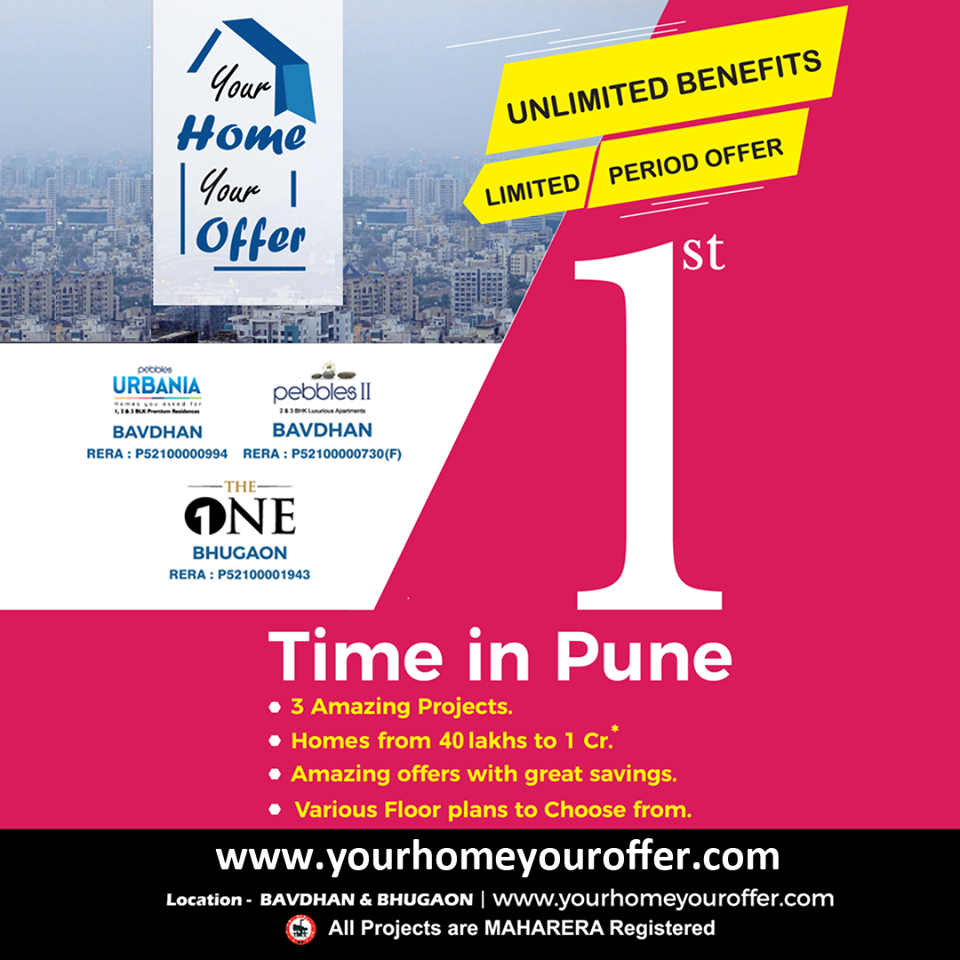 Your
Home
Your
Offer
UNLIMITED BENEFITS
LIMITED PERIOD OFFER
1st
pebbles
URBANIA
Homes you asked for
1, 2 & 3 BLK Premium Residences
BAVDHAN
RERA : P52100000994
pebbles II
2 & 3 BHK Luxurious Apartments
BAVDHAN
RERA : P52100000730(F)
THE
ONE
BHUGAON
RERA : P52100001943
Time in Pune
3 Amazing Projects.
Homes from 40 lakhs to 1 Cr.*
Amazing offers with great savings.
Various Floor plans to Choose from.
www.yourhomeyouroffer.com
Location - BAVDHAN & BHUGAON | www.yourhomeyouroffer.com
All Projects are MAHARERA Registered